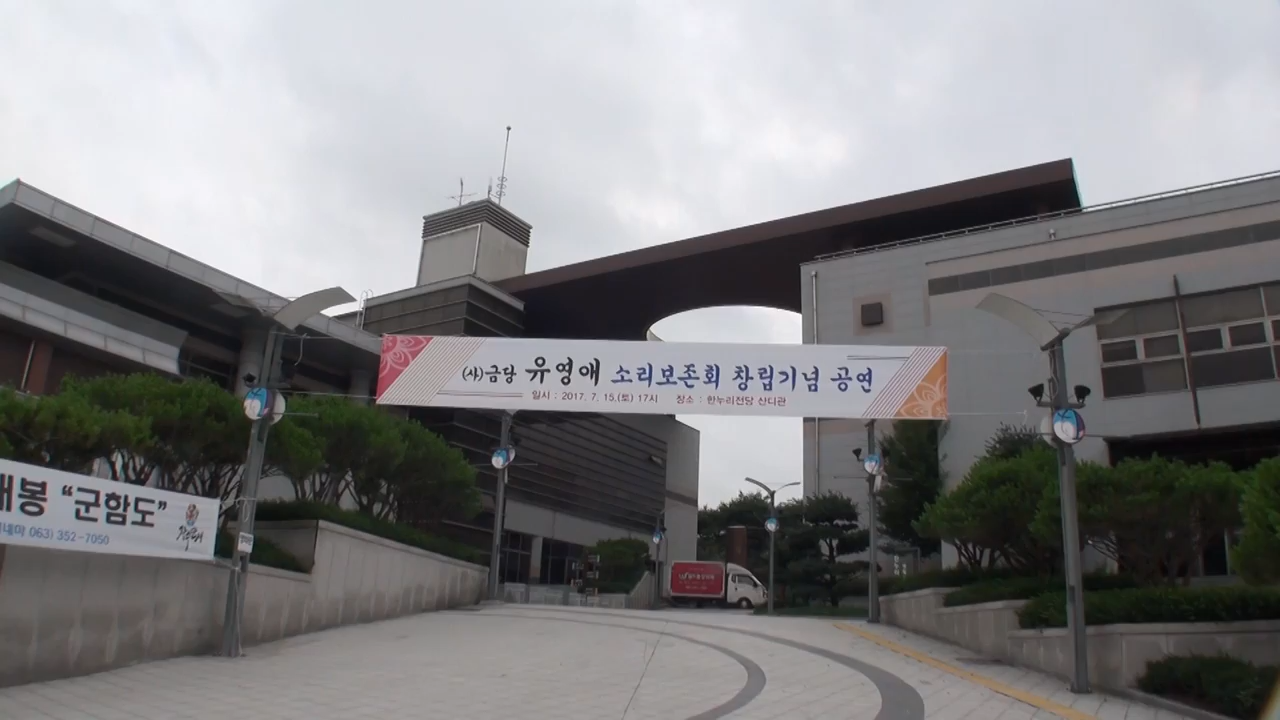 (사)금당 유영애 소리보존회 창립기념 공연
일시 : 2017. 7. 15.(토) 17시 장소 : 한누리전당 산디관
개봉 “군함도”
063) 352-7050